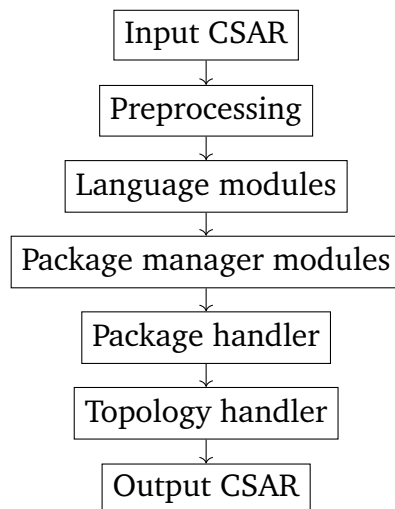 Input CSAR
Preprocessing
Language modules
Package manager modules
Package handler
Topology handler
Output CSAR